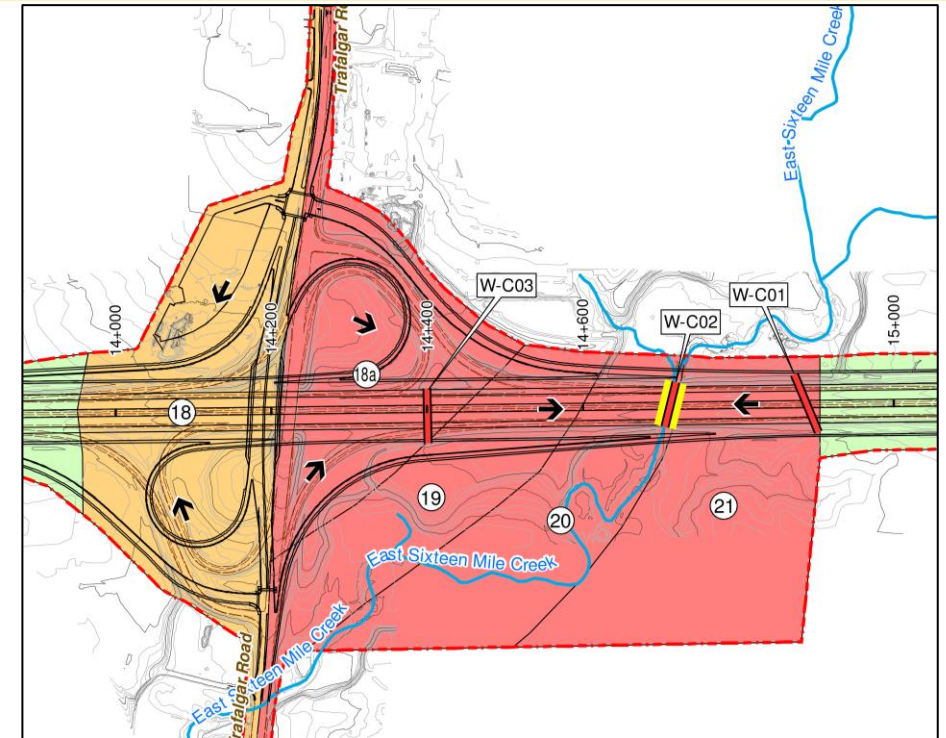 Trafalgar Ro
East Sixteen Mile Creek
W-C03
W-C01
W-C02
14+000
14+200
14+400
14+600
15+000
18a
18
19
20
21
East Sixteen Mile Creek
East Sixteen Mile Creek
Trafalgar Road